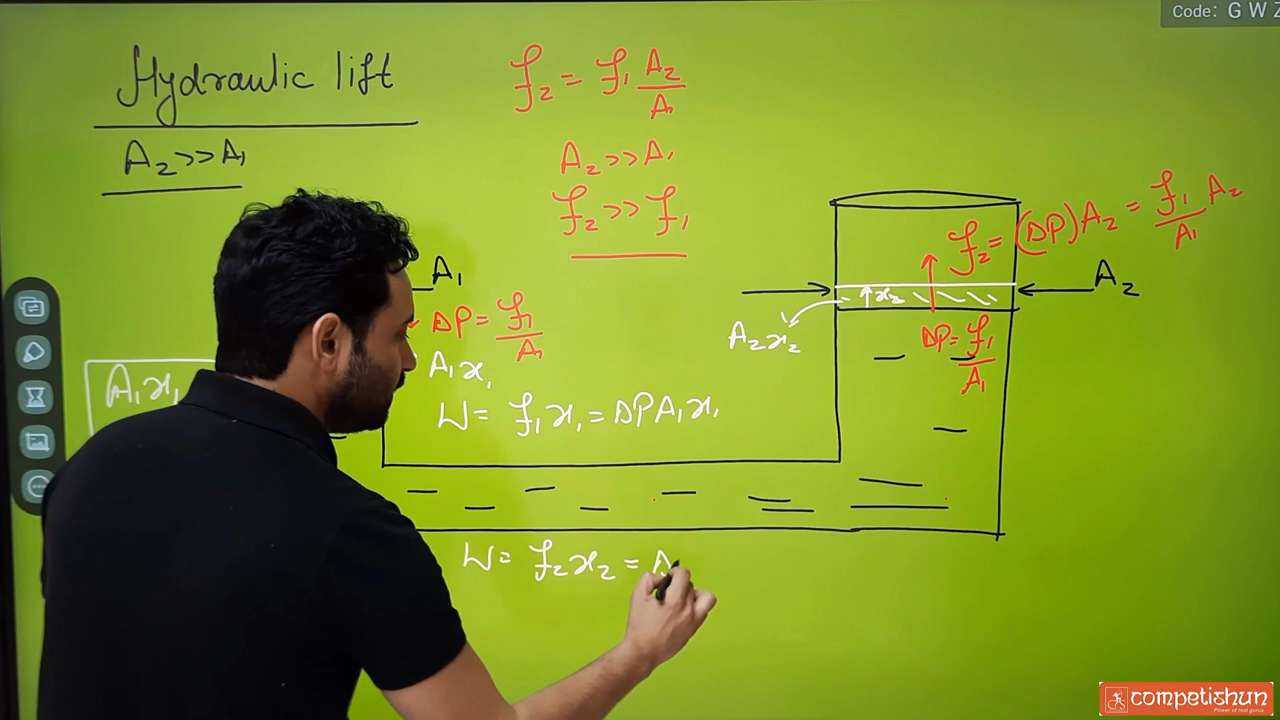 Code: G W Z
Hydraulic lift
A₂ >> A₁
f₂ = f₁ A₂/A₁
A₂ >> A₁
f₂ >> f₁
A₁
ΔP = f₁/A₁
A₁x₁
A₁x₁
W = f₁x₁ = ΔPA₁x₁
f₂ = (ΔP)A₂ = f₁/A₁ A₂
A₂
x₂
A₂x₂
ΔP = f₁/A₁
W = f₂x₂ =
competishun